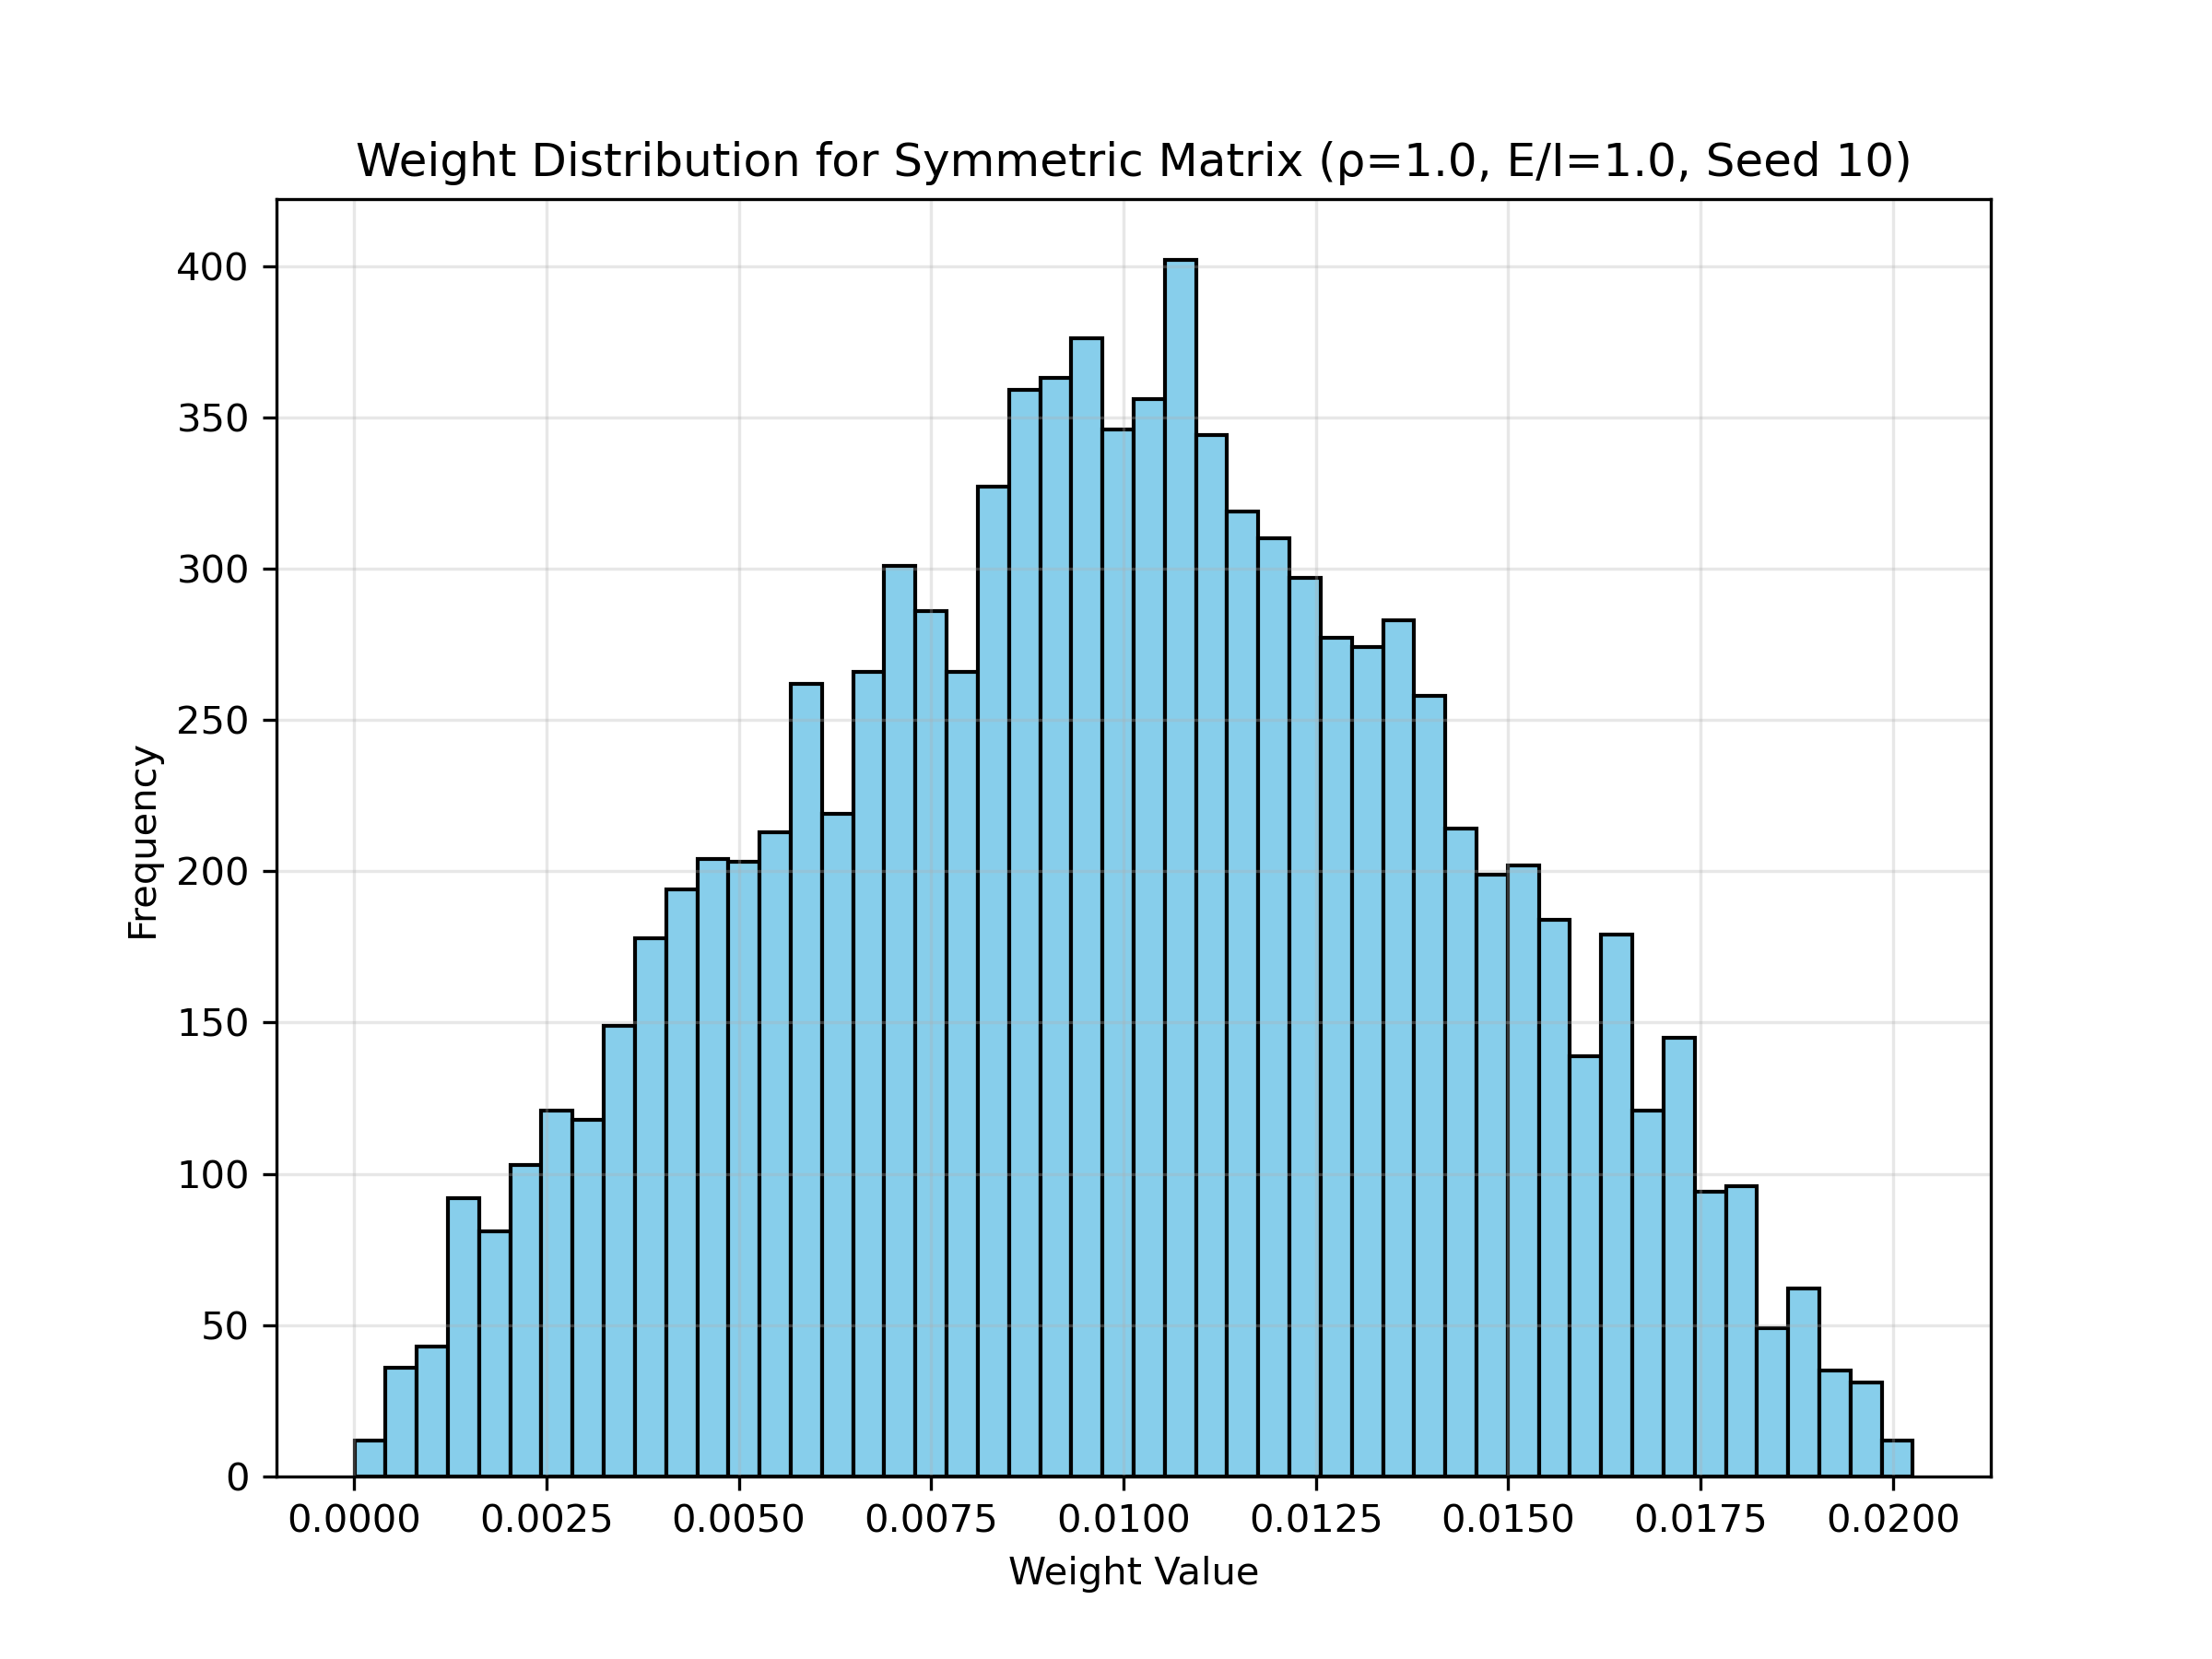 Weight Distribution for Symmetric Matrix (ρ=1.0, E/I=1.0, Seed 10)
Frequency
400
350
300
250
200
150
100
50
0
0.0000 0.0025 0.0050 0.0075 0.0100 0.0125 0.0150 0.0175 0.0200
Weight Value